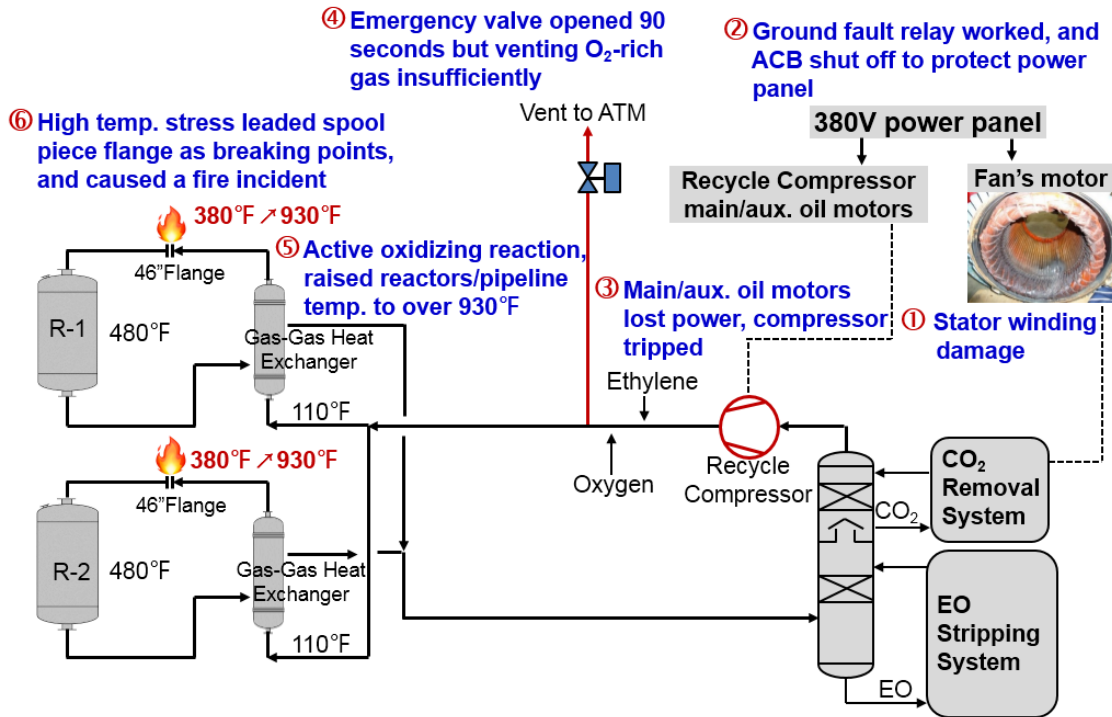 ④ Emergency valve opened 90
seconds but venting O₂-rich
gas insufficiently
② Ground fault relay worked, and
ACB shut off to protect power
panel
Vent to ATM
380V power panel
⑥ High temp. stress leaded spool
piece flange as breaking points,
and caused a fire incident
Recycle Compressor
main/aux. oil motors
Fan's motor
380°F↗930°F
46"Flange
⑤ Active oxidizing reaction,
raised reactors/pipeline
temp. to over 930°F
③ Main/aux. oil motors
lost power, compressor
tripped
① Stator winding
damage
R-1
480°F
Gas-Gas Heat
Exchanger
110°F
Ethylene
Oxygen
Recycle
Compressor
CO₂
Removal
System
CO₂
380°F↗930°F
46"Flange
R-2
480°F
Gas-Gas Heat
Exchanger
110°F
EO
Stripping
System
EO